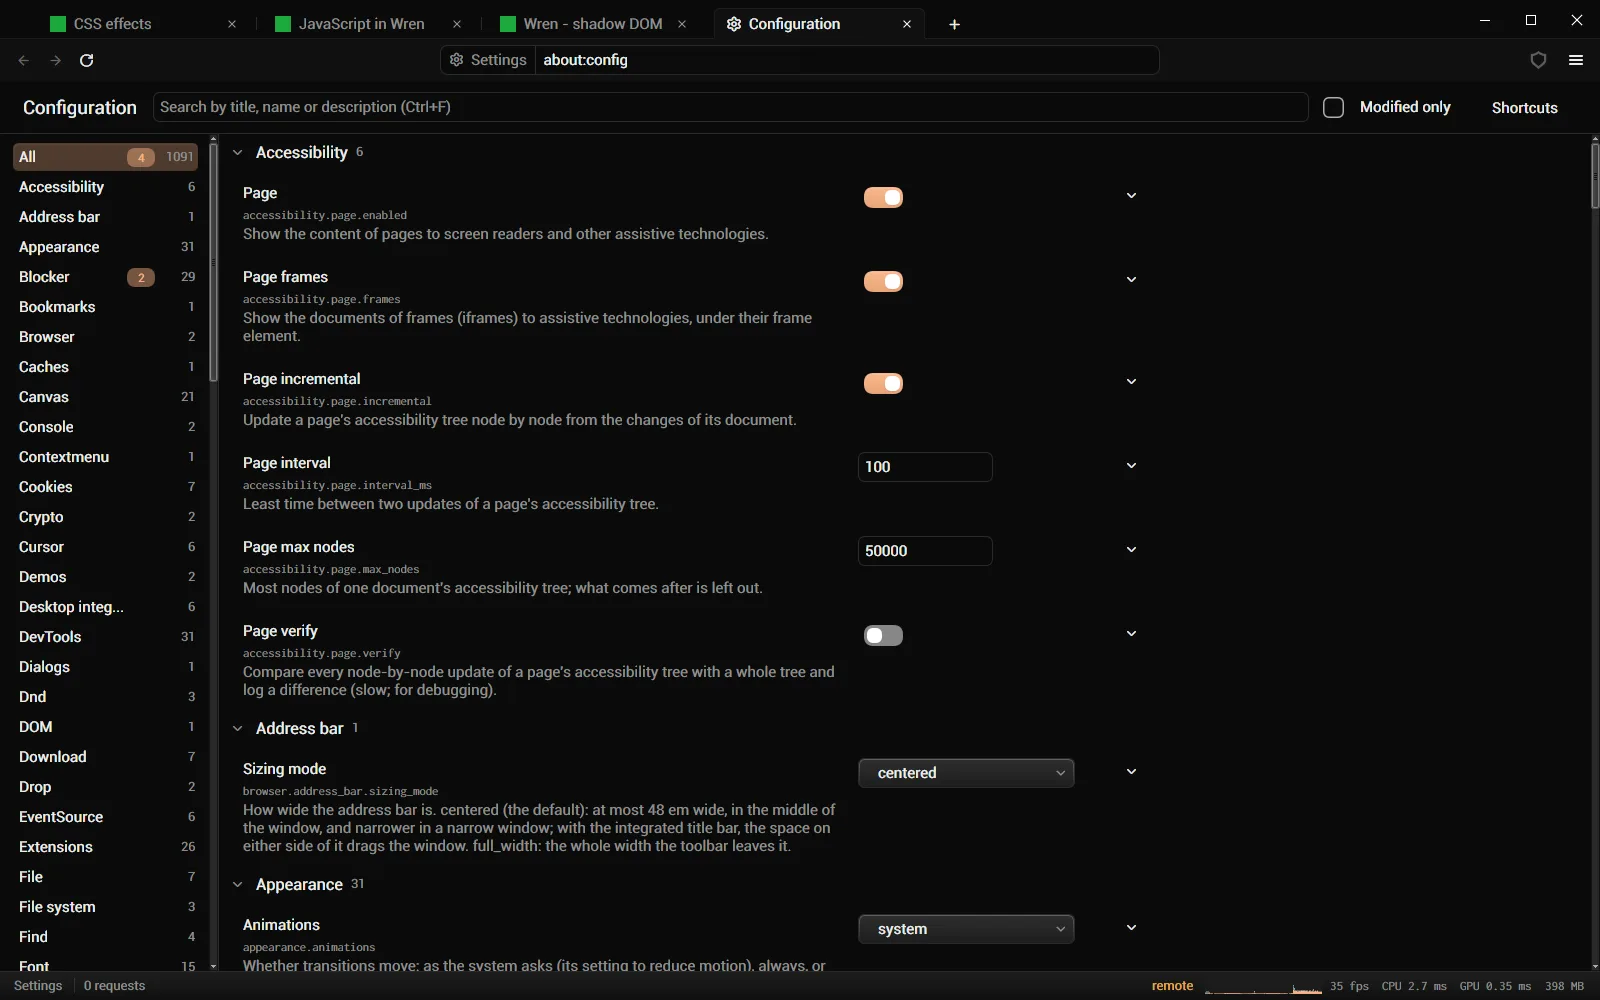 CSS effects
JavaScript in Wren
Wren - shadow DOM
Configuration
Settings
about:config
Configuration
Search by title, name or description (Ctrl+F)
Modified only
Shortcuts
All 4 1091
Accessibility 6
Address bar 1
Appearance 31
Blocker 2 29
Bookmarks 1
Browser 2
Caches 1
Canvas 21
Console 2
Contextmenu 1
Cookies 7
Crypto 2
Cursor 6
Demos 2
Desktop integ... 6
DevTools 31
Dialogs 1
Dnd 3
DOM 1
Download 7
Drop 2
EventSource 6
Extensions 26
File 7
File system 3
Find 4
Font 15
Accessibility 6
Page
accessibility.page.enabled
Show the content of pages to screen readers and other assistive technologies.
Page frames
accessibility.page.frames
Show the documents of frames (iframes) to assistive technologies, under their frame
element.
Page incremental
accessibility.page.incremental
Update a page's accessibility tree node by node from the changes of its document.
Page interval
100
accessibility.page.interval_ms
Least time between two updates of a page's accessibility tree.
Page max nodes
50000
accessibility.page.max_nodes
Most nodes of one document's accessibility tree; what comes after is left out.
Page verify
accessibility.page.verify
Compare every node-by-node update of a page's accessibility tree with a whole tree and
log a difference (slow; for debugging).
Address bar 1
Sizing mode
centered
browser.address_bar.sizing_mode
How wide the address bar is. centered (the default): at most 48 em wide, in the middle of
the window, and narrower in a narrow window; with the integrated title bar, the space on
either side of it drags the window. full_width: the whole width the toolbar leaves it.
Appearance 31
Animations
system
appearance.animations
Whether transitions move: as the system asks (its setting to reduce motion), always, or
Settings
0 requests
remote
35 fps
CPU 2.7 ms
GPU 0.35 ms
398 MB